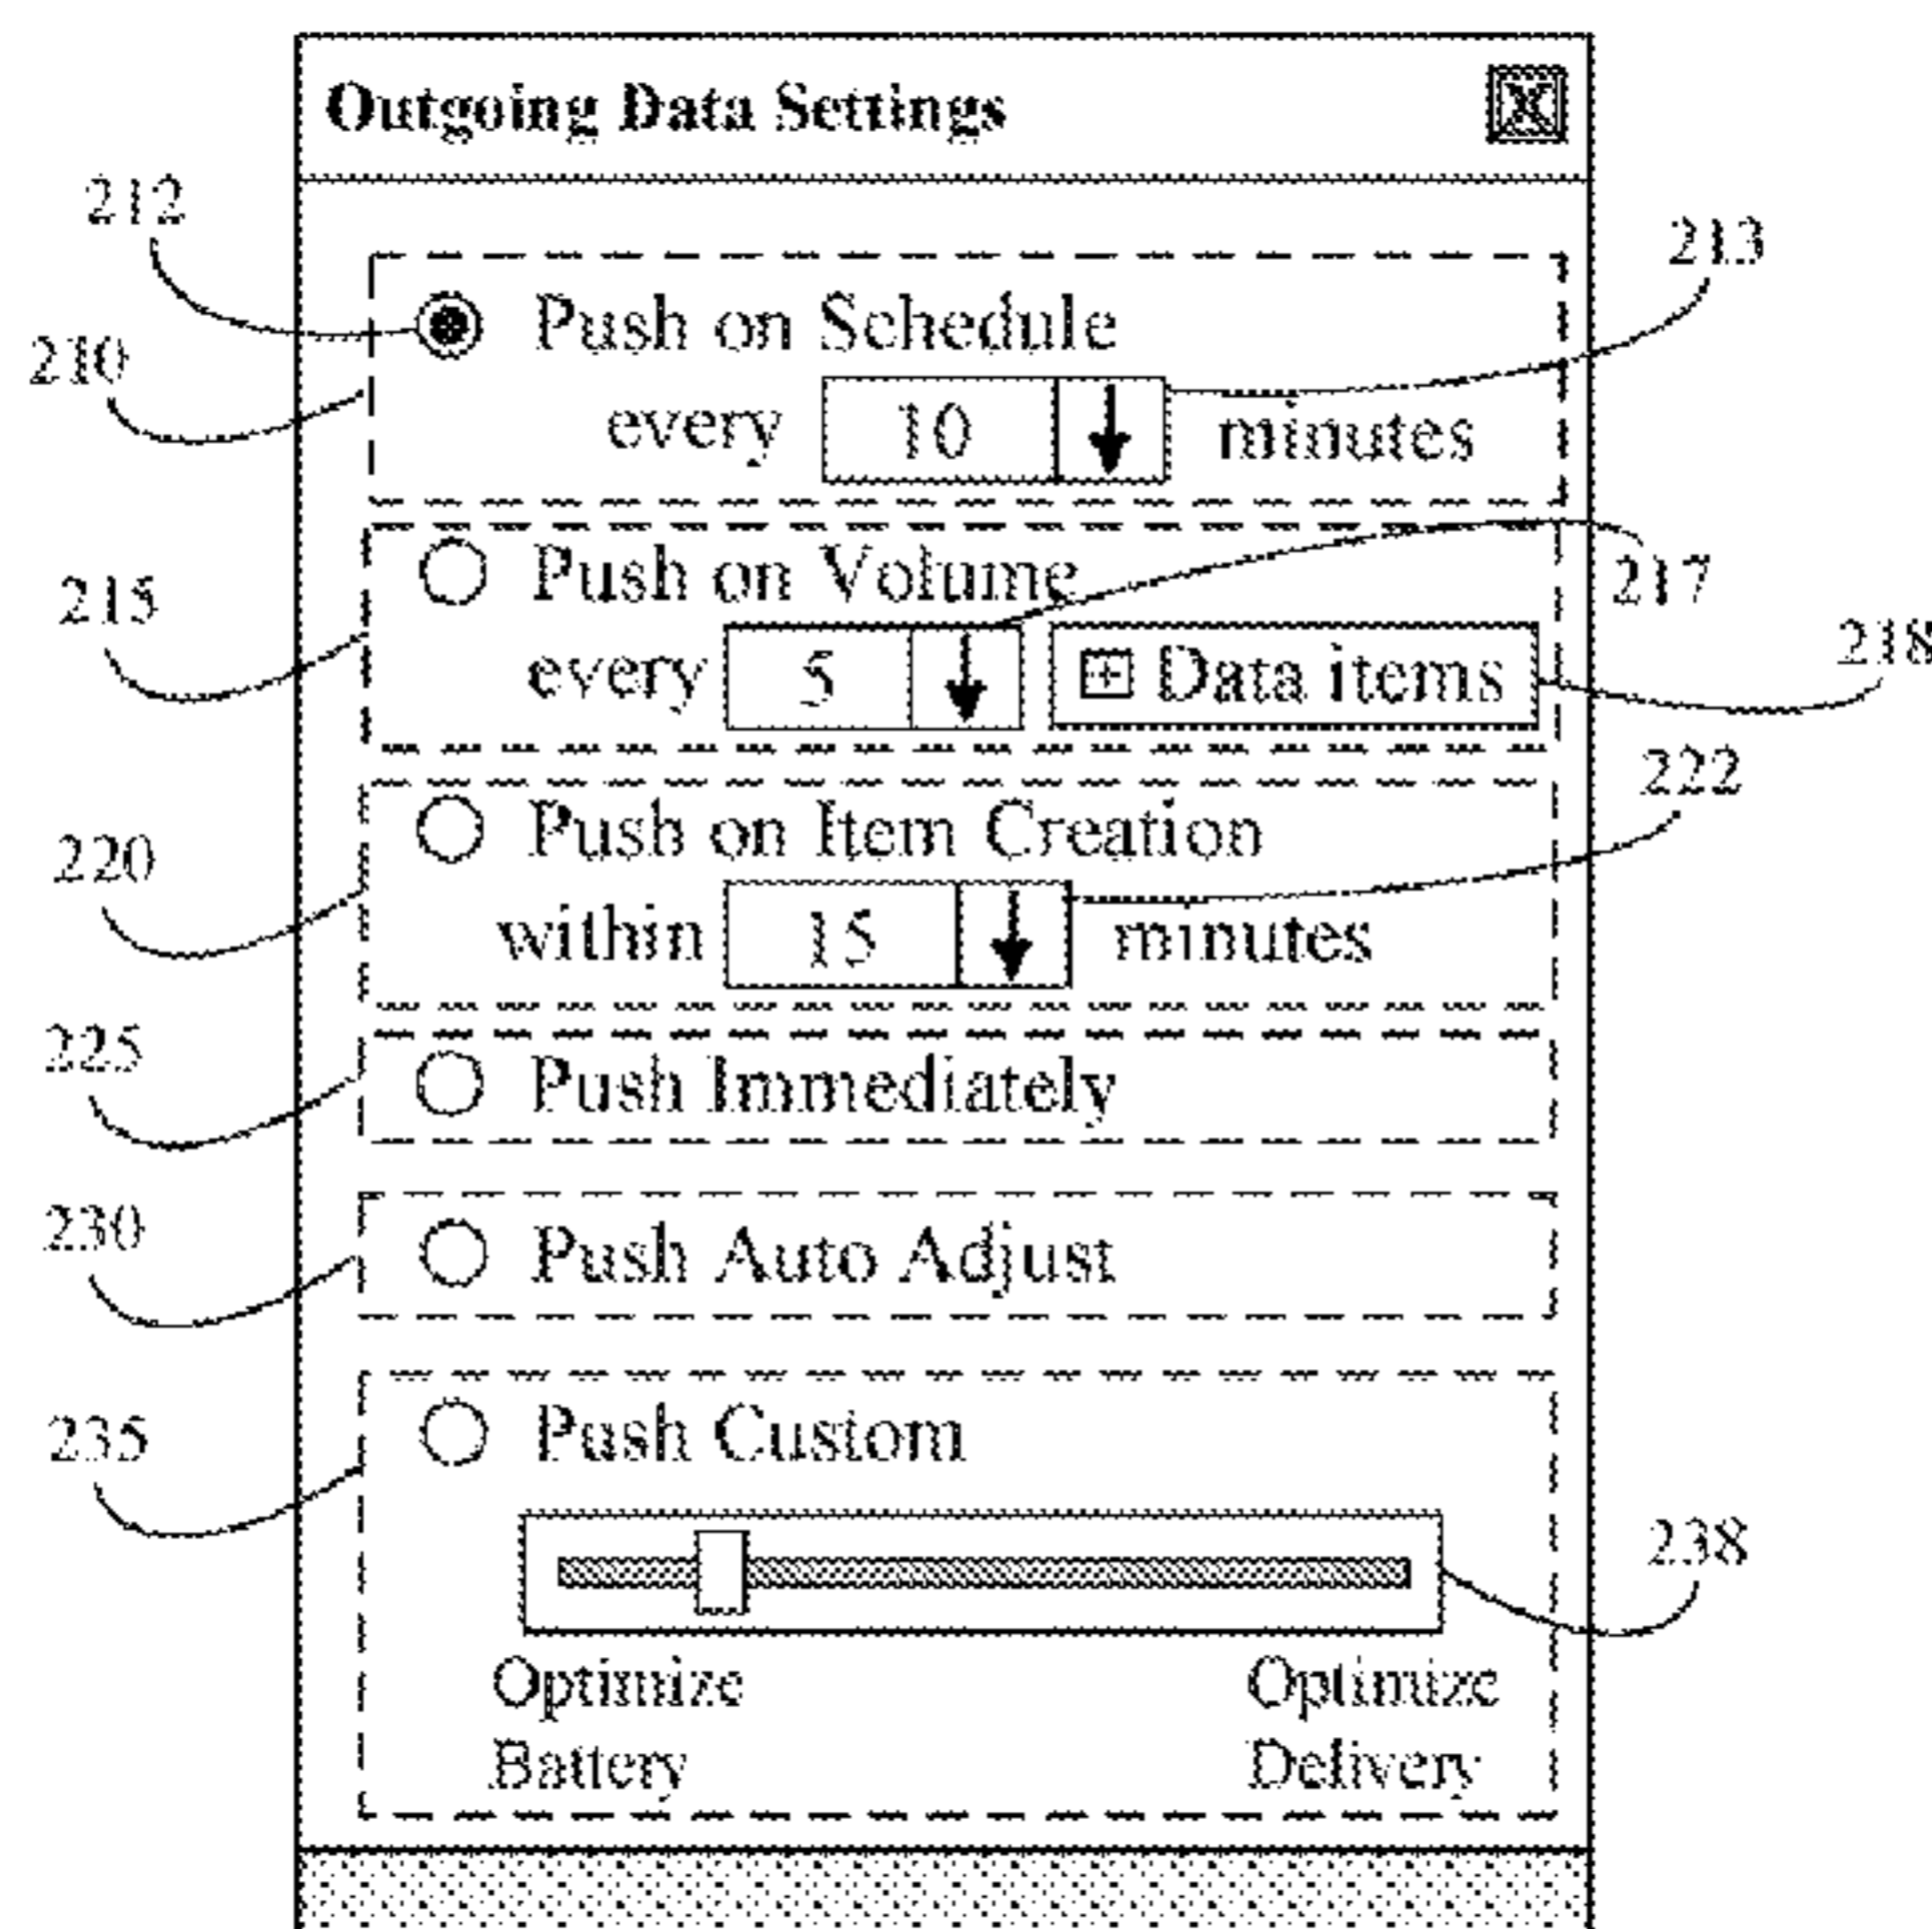 Outgoing Data Settings
X
212
213
Push on Schedule
210
every 10 minutes
Push on Volume
215
217
every 5 Data items
218
222
Push on Item Creation
220
within 15 minutes
225
Push Immediately
230
Push Auto Adjust
235
Push Custom
238
Optimize Optimize
Battery Delivery